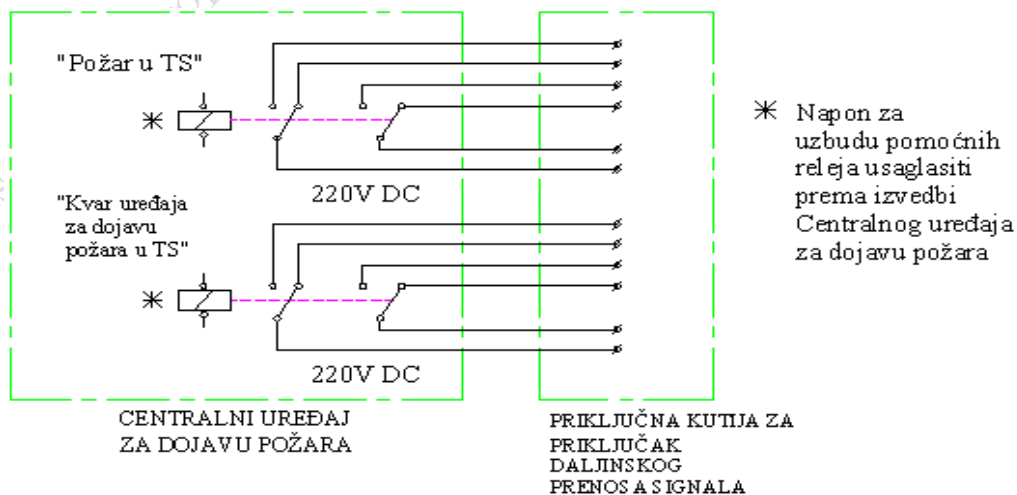 "Požar u TS"
220V DC
"Kvar uređaja
za dojavu
požara u TS"
220V DC
CENTRALNI UREĐAJ
ZA DOJAVU POŽARA
PRIKLJUČNA KUTIJA ZA
PRIKLJUČAK
DALJINSKOG
PRENOSA SIGNALA
Napon za
uzbudu pomoćnih
releja usaglasiti
prema izvedbi
Centralnog uređaja
za dojavu požara